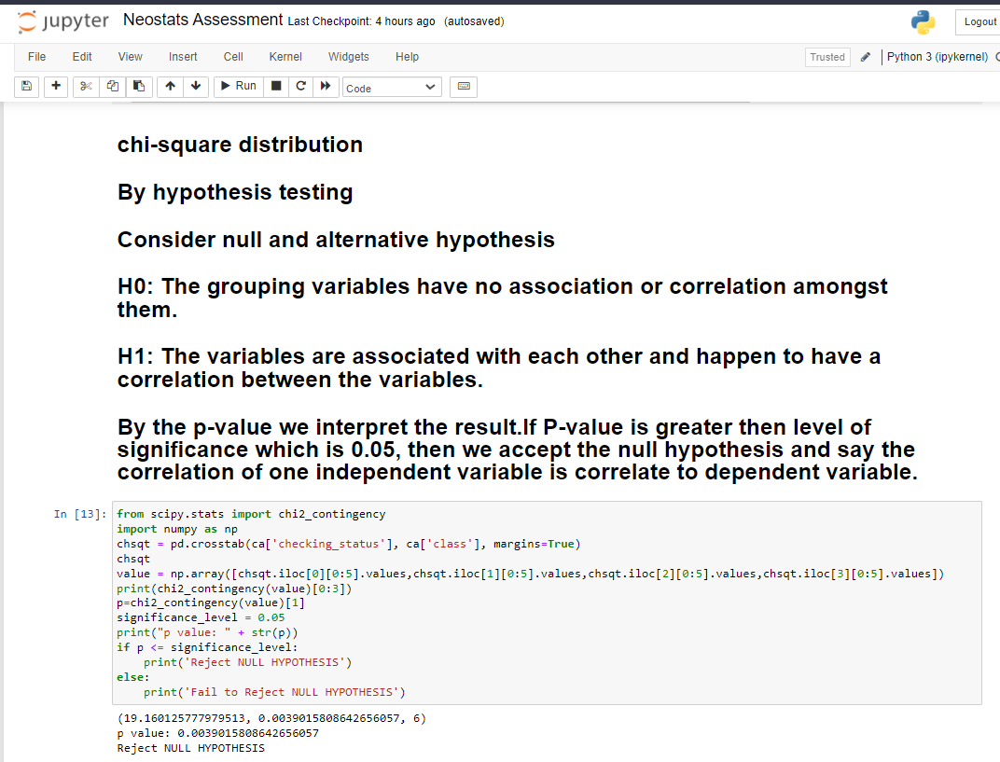 jupyter Neostats Assessment Last Checkpoint: 4 hours ago (autosaved) Logout
File Edit View Insert Cell Kernel Widgets Help Trusted Python 3 (ipykernel)
Run Code
chi-square distribution
By hypothesis testing
Consider null and alternative hypothesis
H0: The grouping variables have no association or correlation amongst
them.
H1: The variables are associated with each other and happen to have a
correlation between the variables.
By the p-value we interpret the result.If P-value is greater then level of
significance which is 0.05, then we accept the null hypothesis and say the
correlation of one independent variable is correlate to dependent variable.
In [13]: from scipy.stats import chi2_contingency
import numpy as np
chsqt = pd.crosstab(ca['checking_status'], ca['class'], margins=True)
chsqt
value = np.array([chsqt.iloc[0][0:5].values,chsqt.iloc[1][0:5].values,chsqt.iloc[2][0:5].values,chsqt.iloc[3][0:5].values])
print(chi2_contingency(value)[0:3])
p=chi2_contingency(value)[1]
significance_level = 0.05
print("p value: " + str(p))
if p <= significance_level:
    print('Reject NULL HYPOTHESIS')
else:
    print('Fail to Reject NULL HYPOTHESIS')
(19.160125777979513, 0.0039015808642656057, 6)
p value: 0.0039015808642656057
Reject NULL HYPOTHESIS